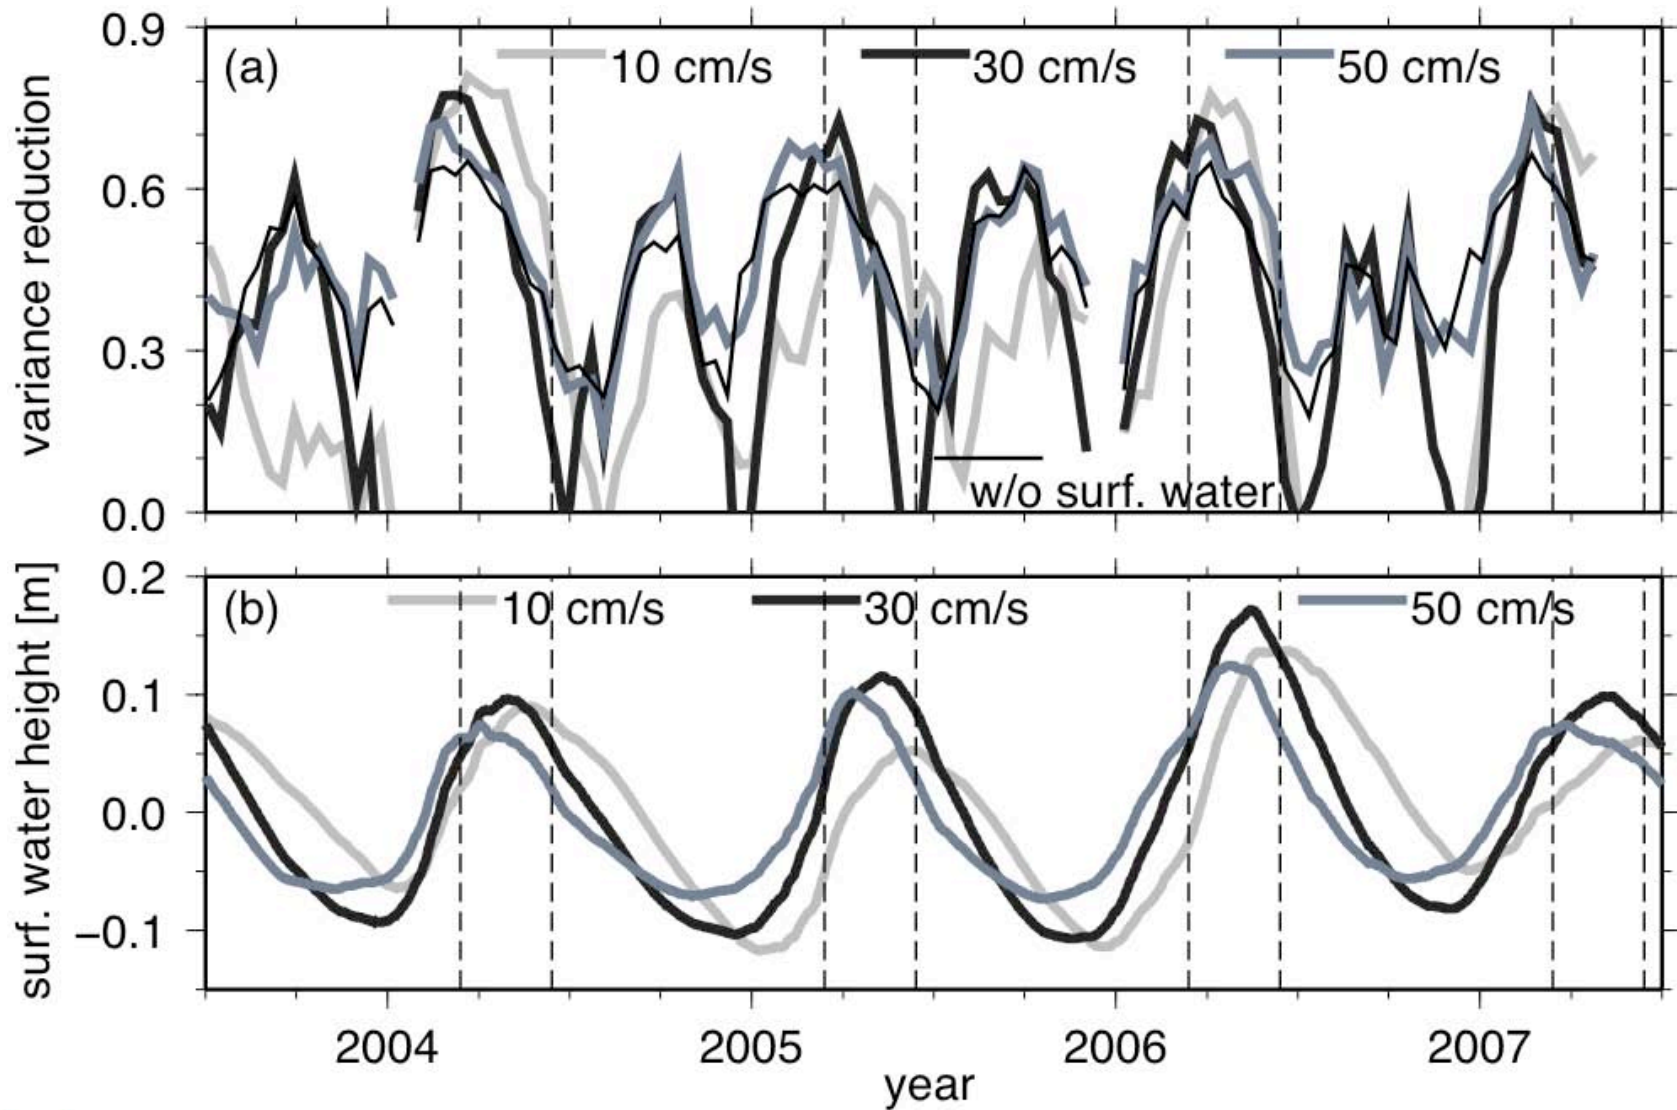 0.9
(a) 10 cm/s 30 cm/s 50 cm/s
variance reduction
0.6
0.3
w/o surf. water
0.0
0.2
(b) 10 cm/s 30 cm/s 50 cm/s
surf. water height [m]
0.1
0.0
−0.1
2004 2005 2006 2007
year